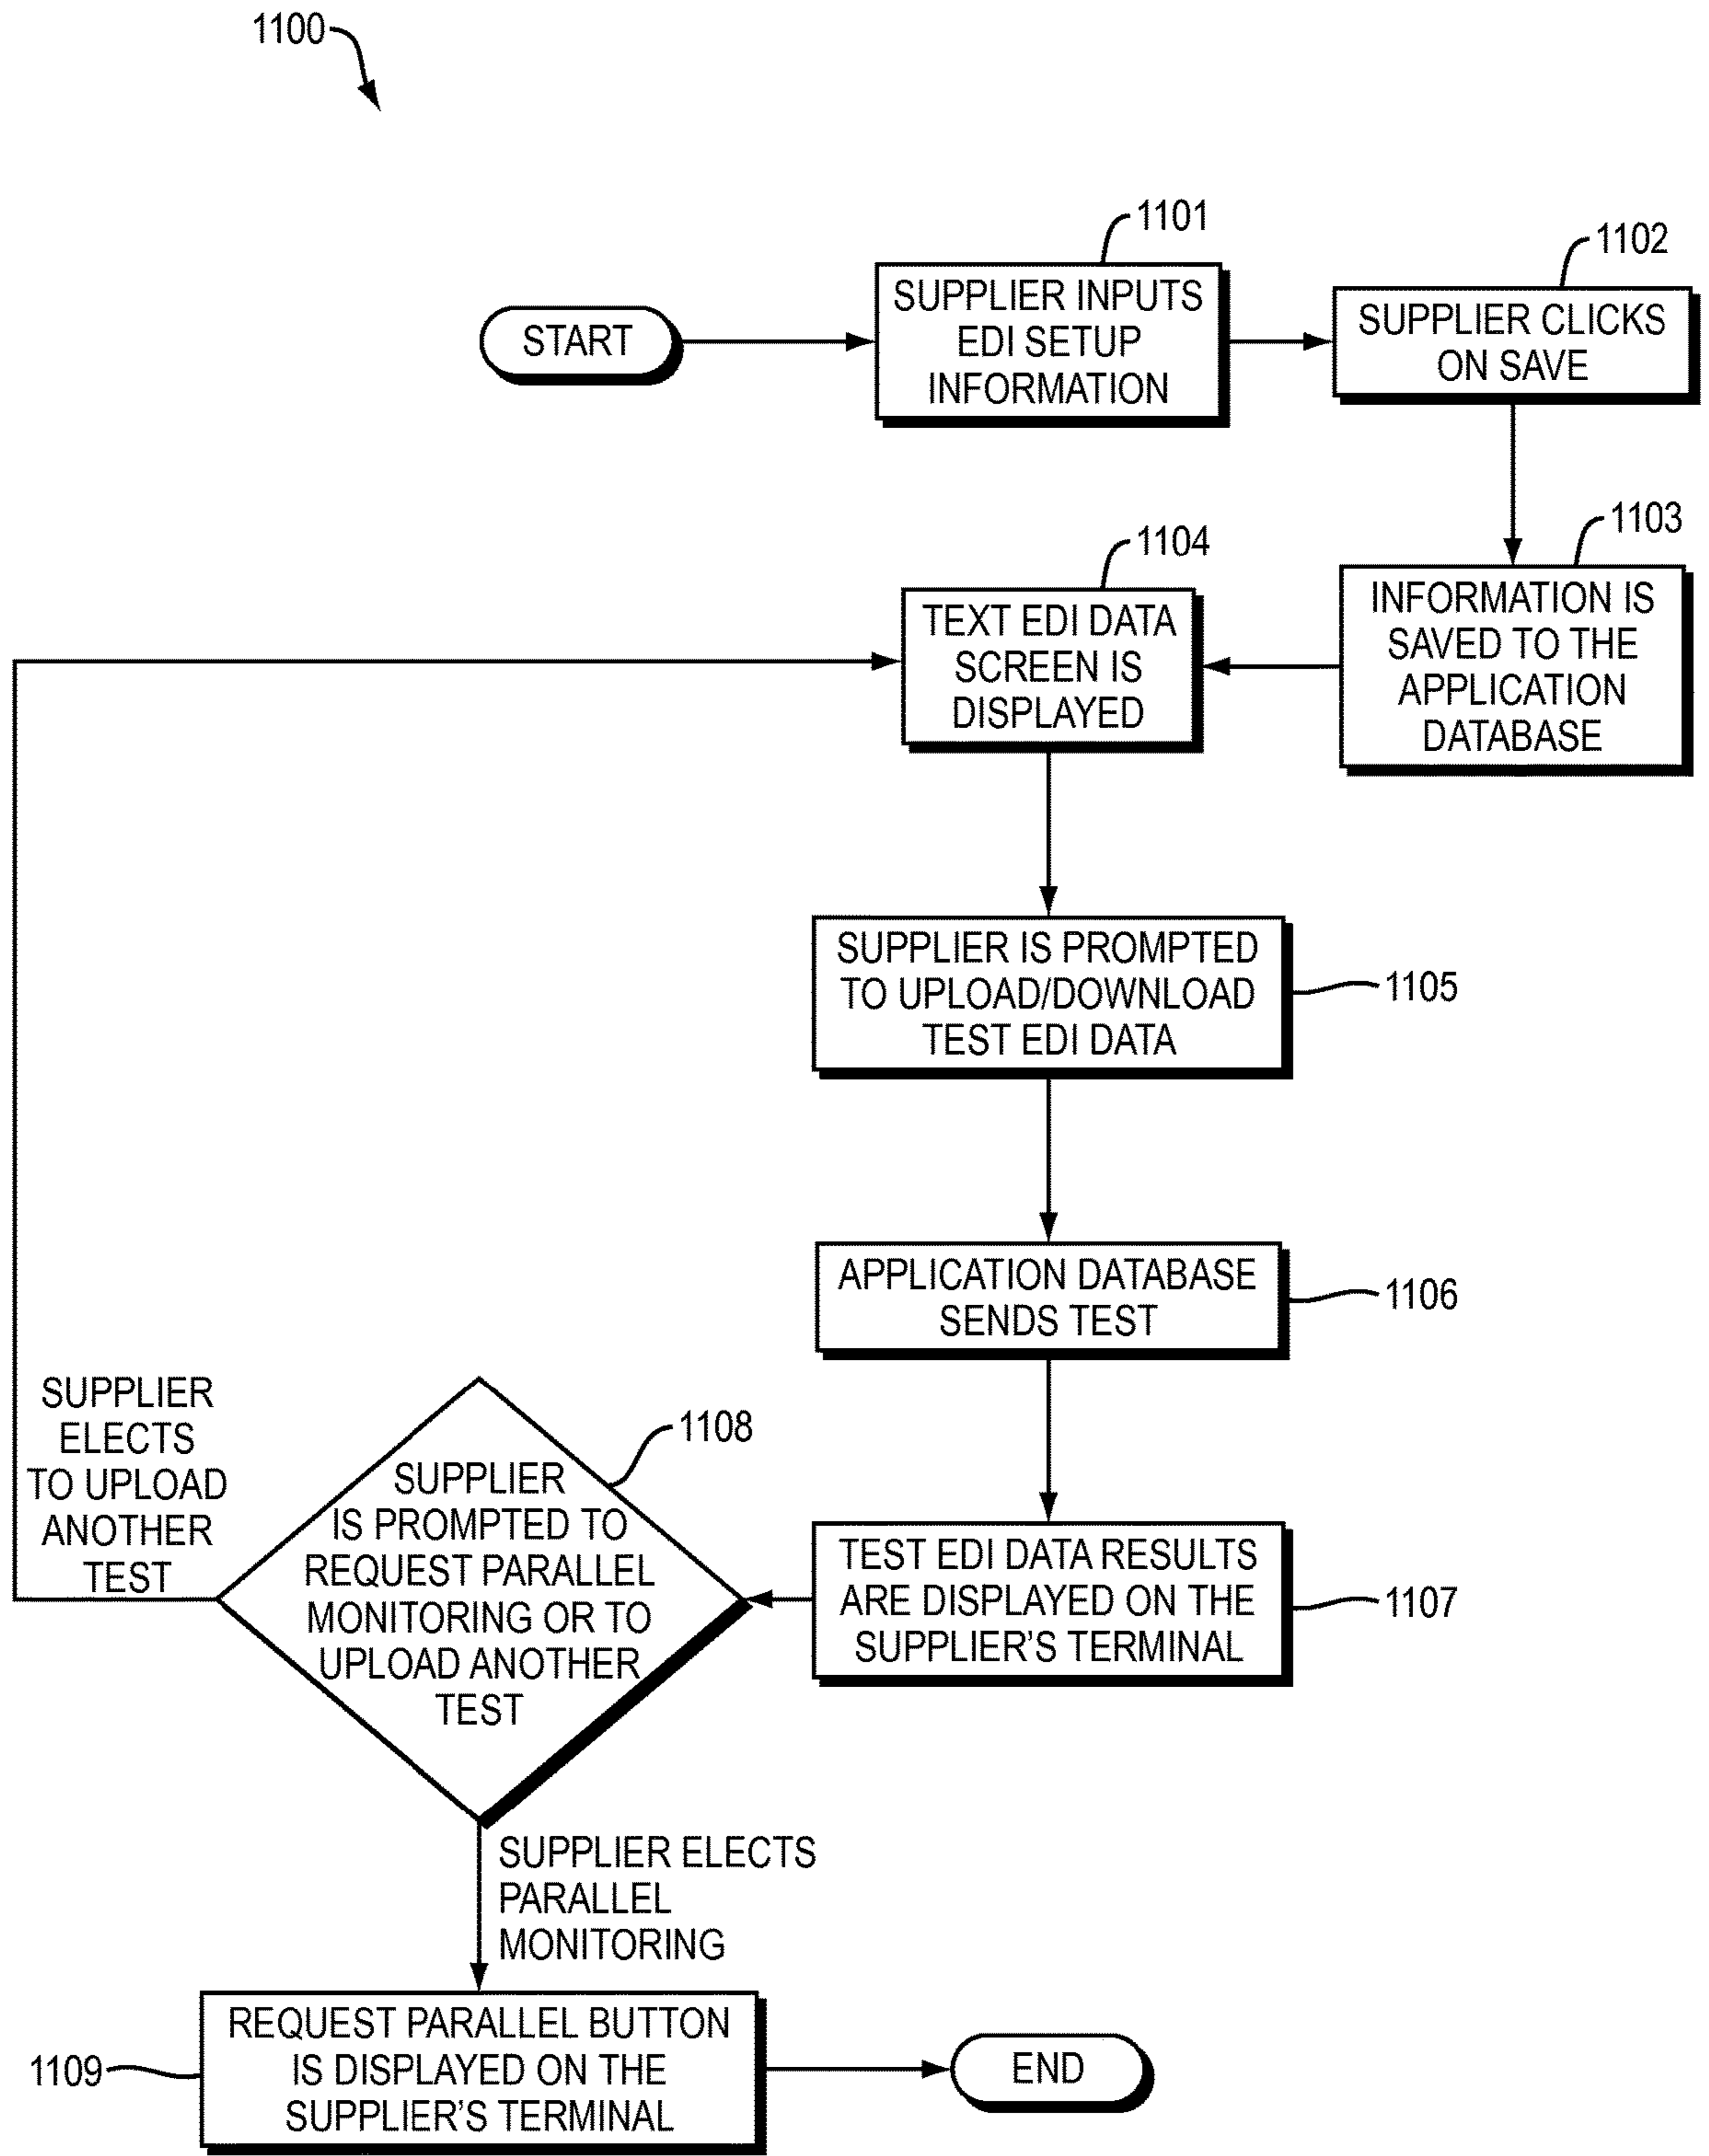 1100
1101
START
SUPPLIER INPUTS
EDI SETUP
INFORMATION
1102
SUPPLIER CLICKS
ON SAVE
1103
INFORMATION IS
SAVED TO THE
APPLICATION
DATABASE
1104
TEXT EDI DATA
SCREEN IS
DISPLAYED
SUPPLIER IS PROMPTED
TO UPLOAD/DOWNLOAD
TEST EDI DATA
1105
APPLICATION DATABASE
SENDS TEST
1106
TEST EDI DATA RESULTS
ARE DISPLAYED ON THE
SUPPLIER'S TERMINAL
1107
1108
SUPPLIER
IS PROMPTED TO
REQUEST PARALLEL
MONITORING OR TO
UPLOAD ANOTHER
TEST
SUPPLIER
ELECTS
TO UPLOAD
ANOTHER
TEST
SUPPLIER ELECTS
PARALLEL
MONITORING
1109
REQUEST PARALLEL BUTTON
IS DISPLAYED ON THE
SUPPLIER'S TERMINAL
END